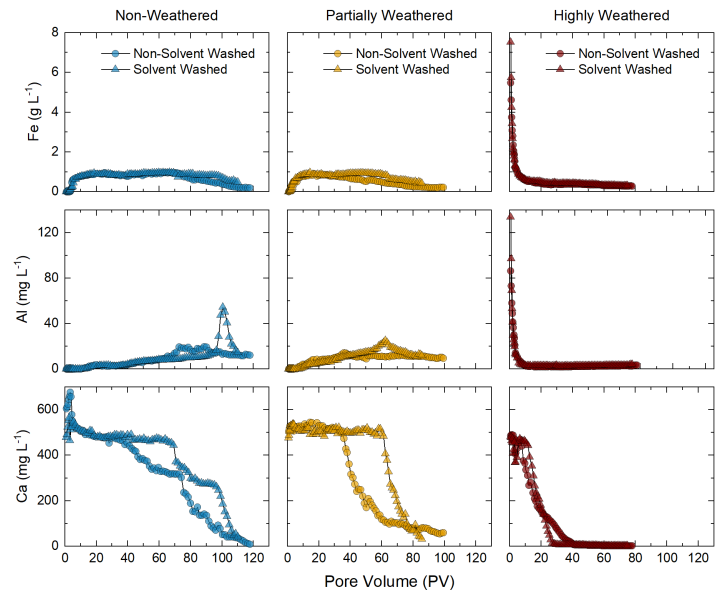 Non-Weathered
Partially Weathered
Highly Weathered
8
6
4
2
0
Fe (g L-1)
Non-Solvent Washed
Solvent Washed
Non-Solvent Washed
Solvent Washed
Non-Solvent Washed
Solvent Washed
120
80
40
0
Al (mg L-1)
600
400
200
0
Ca (mg L-1)
0 20 40 60 80 100 120
0 20 40 60 80 100 120
0 20 40 60 80 100 120
Pore Volume (PV)